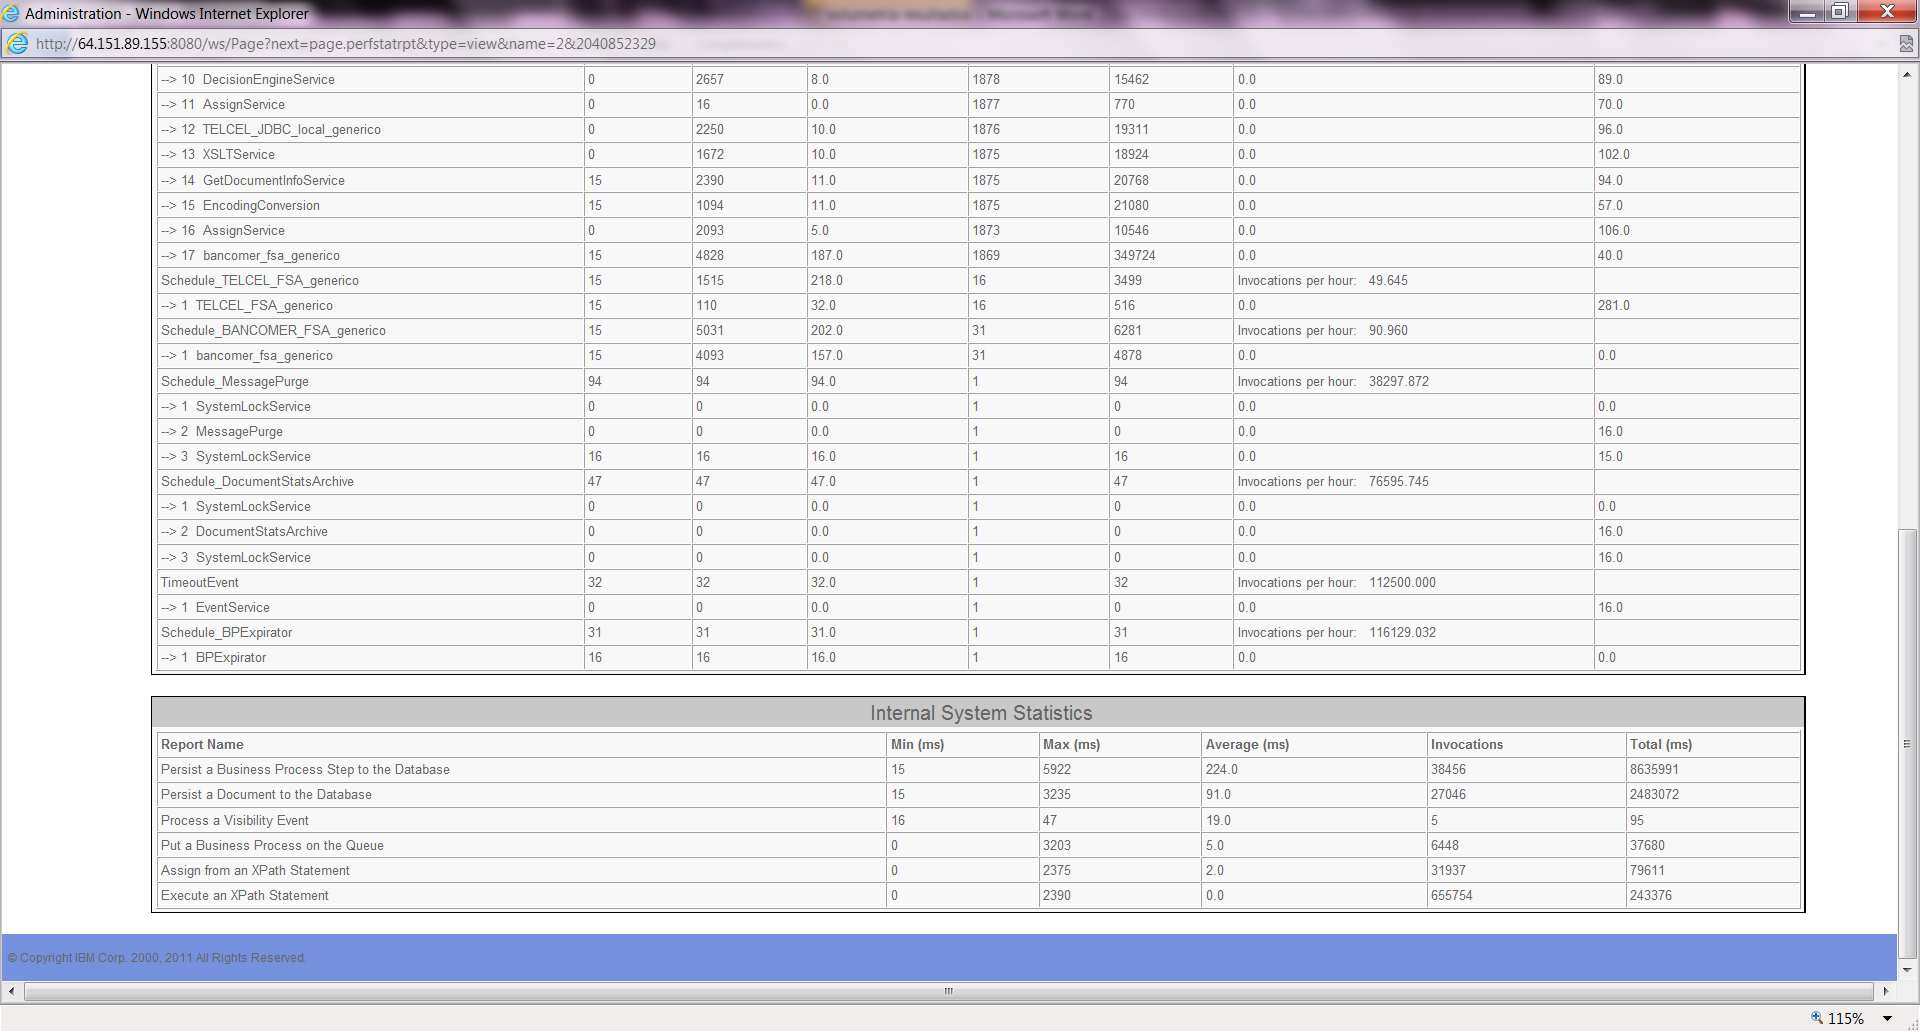 Administration - Windows Internet Explorer
http://64.151.89.155:8080/ws/Page?next=page.perfstatrpt&type=view&name=2&2040852329
--> 10 DecisionEngineService 0 2657 8.0 1878 15462 0.0 89.0
--> 11 AssignService 0 16 0.0 1877 770 0.0 70.0
--> 12 TELCEL_JDBC_local_generico 0 2250 10.0 1876 19311 0.0 96.0
--> 13 XSLTService 0 1672 10.0 1875 18924 0.0 102.0
--> 14 GetDocumentInfoService 15 2390 11.0 1875 20768 0.0 94.0
--> 15 EncodingConversion 15 1094 11.0 1875 21080 0.0 57.0
--> 16 AssignService 0 2093 5.0 1873 10546 0.0 106.0
--> 17 bancomer_fsa_generico 15 4828 187.0 1869 349724 0.0 40.0
Schedule_TELCEL_FSA_generico 15 1515 218.0 16 3499 Invocations per hour: 49.645
--> 1 TELCEL_FSA_generico 15 110 32.0 16 516 0.0 281.0
Schedule_BANCOMER_FSA_generico 15 5031 202.0 31 6281 Invocations per hour: 90.960
--> 1 bancomer_fsa_generico 15 4093 157.0 31 4878 0.0 0.0
Schedule_MessagePurge 94 94 94.0 1 94 Invocations per hour: 38297.872
--> 1 SystemLockService 0 0 0.0 1 0 0.0 0.0
--> 2 MessagePurge 0 0 0.0 1 0 0.0 16.0
--> 3 SystemLockService 16 16 16.0 1 16 0.0 15.0
Schedule_DocumentStatsArchive 47 47 47.0 1 47 Invocations per hour: 76595.745
--> 1 SystemLockService 0 0 0.0 1 0 0.0 0.0
--> 2 DocumentStatsArchive 0 0 0.0 1 0 0.0 16.0
--> 3 SystemLockService 0 0 0.0 1 0 0.0 16.0
TimeoutEvent 32 32 32.0 1 32 Invocations per hour: 112500.000
--> 1 EventService 0 0 0.0 1 0 0.0 16.0
Schedule_BPExpirator 31 31 31.0 1 31 Invocations per hour: 116129.032
--> 1 BPExpirator 16 16 16.0 1 16 0.0 0.0
Internal System Statistics
Report Name Min (ms) Max (ms) Average (ms) Invocations Total (ms)
Persist a Business Process Step to the Database 15 5922 224.0 38456 8635991
Persist a Document to the Database 15 3235 91.0 27046 2483072
Process a Visibility Event 16 47 19.0 5 95
Put a Business Process on the Queue 0 3203 5.0 6448 37680
Assign from an XPath Statement 0 2375 2.0 31937 79611
Execute an XPath Statement 0 2390 0.0 655754 243376
© Copyright IBM Corp. 2000, 2011 All Rights Reserved.
115%